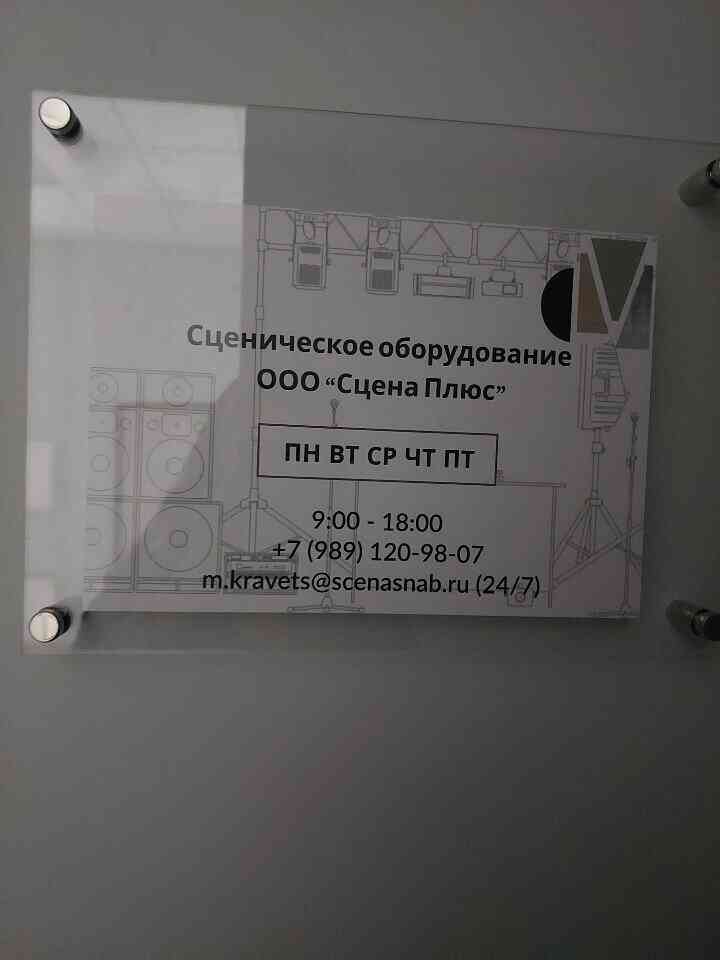 Сценическое оборудование
ООО “Сцена Плюс”
ПН ВТ СР ЧТ ПТ
9:00 - 18:00
+7 (989) 120-98-07
m.kravets@scenasnab.ru (24/7)